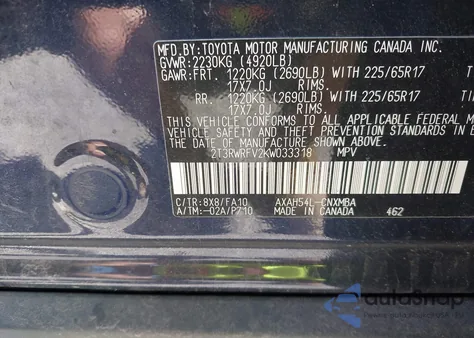 MFD.BY:TOYOTA MOTOR MANUFACTURING CANADA INC.
GVWR:2230KG (4920LB)
GAWR:FRT. 1220KG (2690LB) WITH 225/65R17
17X7.0J RIMS.
RR. 1220KG (2690LB) WITH 225/65R17
17X7.0J RIMS.
THIS VEHICLE CONFORMS TO ALL APPLICABLE
VEHICLE SAFETY AND THEFT PREVENTION STANDARDS IN
THE DATE OF MANUFACTURE SHOWN ABOVE.
2T3RWRFV2KW033318 MPV
C/TR:8X8/FA10 AXAH54L-CNXMBA
A/TM:-02A/PZ10 MADE IN CANADA 462
autoShop